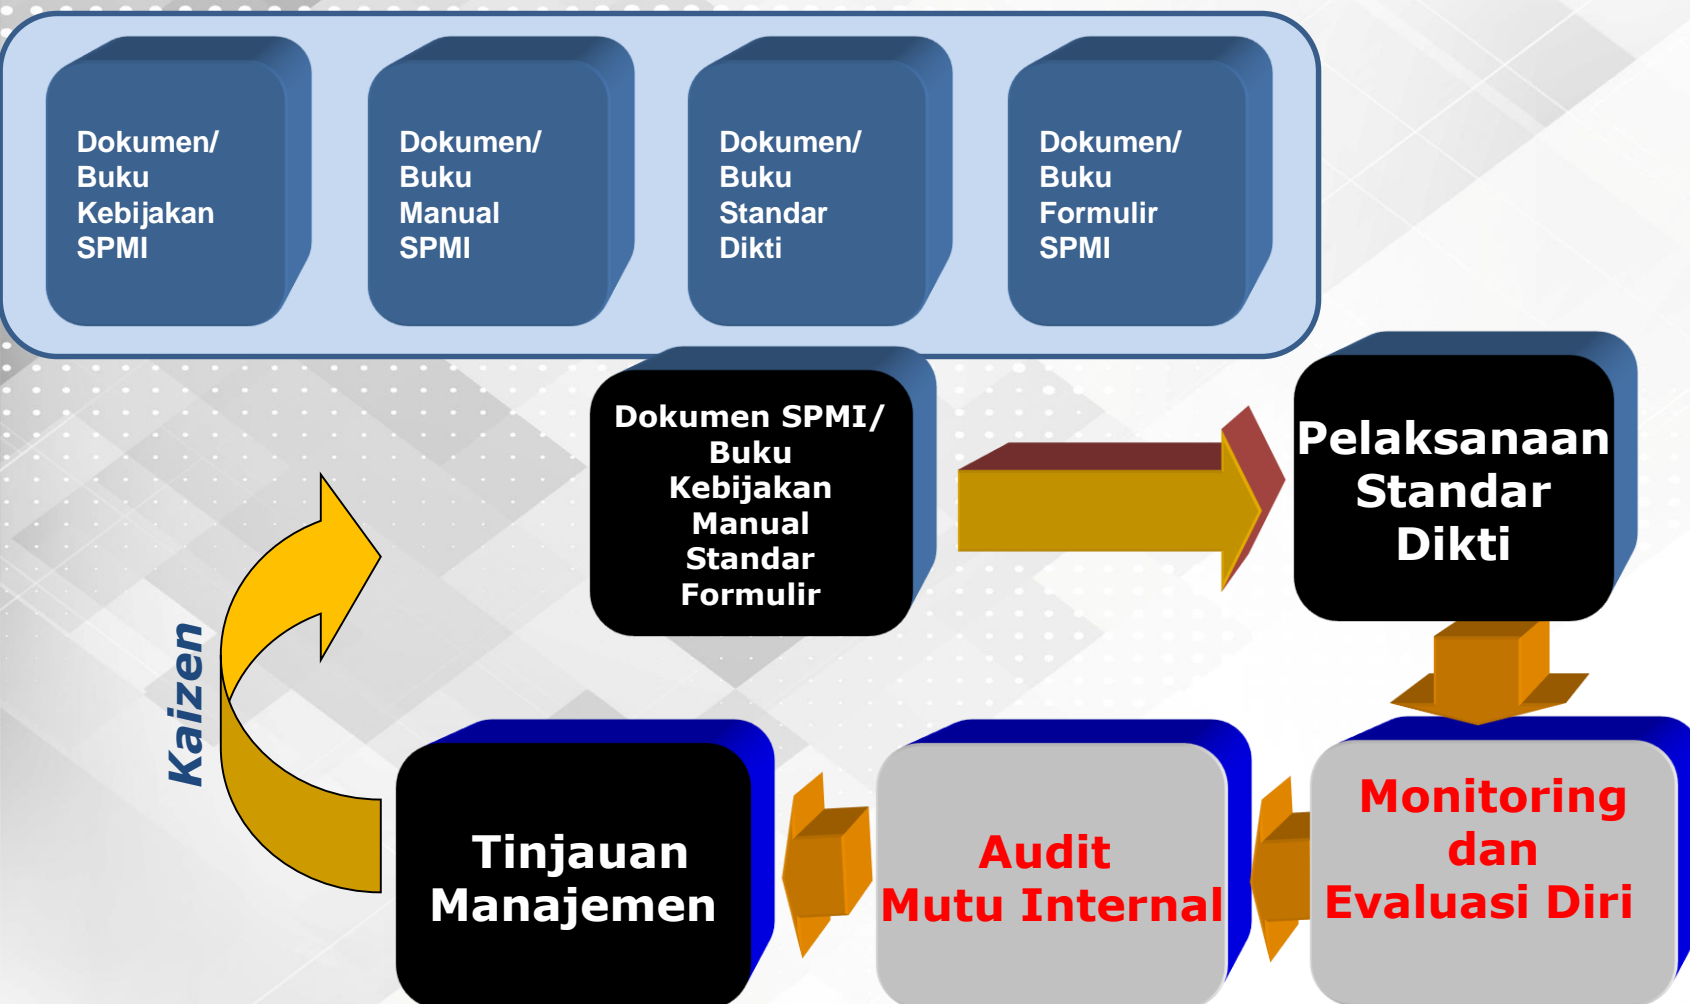 Dokumen/
Buku
Kebijakan
SPMI
Dokumen/
Buku
Manual
SPMI
Dokumen/
Buku
Standar
Dikti
Dokumen/
Buku
Formulir
SPMI
Dokumen SPMI/
Buku
Kebijakan
Manual
Standar
Formulir
Pelaksanaan
Standar
Dikti
Kaizen
Tinjauan
Manajemen
Audit
Mutu Internal
Monitoring
dan
Evaluasi Diri